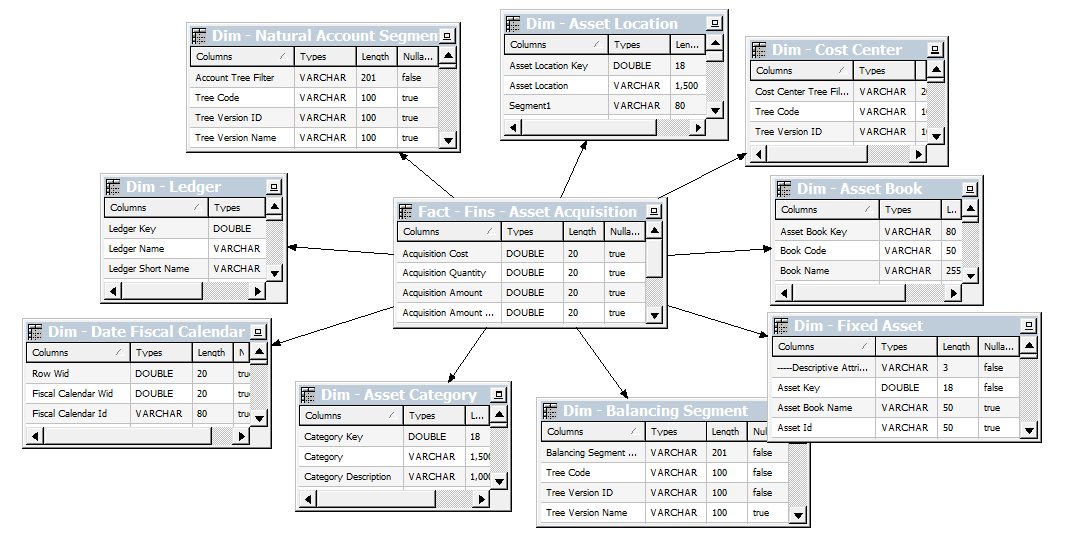 Dim - Natural Account Segmen
Columns Types Length Nulla...
Account Tree Filter VARCHAR 201 false
Tree Code VARCHAR 100 true
Tree Version ID VARCHAR 100 true
Tree Version Name VARCHAR 100 true
Dim - Asset Location
Columns Types Len...
Asset Location Key DOUBLE 18
Asset Location VARCHAR 1,500
Segment1 VARCHAR 80
Dim - Cost Center
Columns Types
Cost Center Tree Fil... VARCHAR
Tree Code VARCHAR
Tree Version ID VARCHAR
Dim - Ledger
Columns Types
Ledger Key DOUBLE
Ledger Name VARCHAR
Ledger Short Name VARCHAR
Fact - Fins - Asset Acquisition
Columns Types Length Nulla...
Acquisition Cost DOUBLE 20 true
Acquisition Quantity DOUBLE 20 true
Acquisition Amount DOUBLE 20 true
Acquisition Amount ... DOUBLE 20 true
Dim - Asset Book
Columns Types L...
Asset Book Key VARCHAR 80
Book Code VARCHAR 50
Book Name VARCHAR 255
Dim - Date Fiscal Calendar
Columns Types Length N
Row Wid DOUBLE 20 tru
Fiscal Calendar Wid DOUBLE 20 tru
Fiscal Calendar Id VARCHAR 80 tru
Dim - Asset Category
Columns Types L...
Category Key DOUBLE 18
Category VARCHAR 1,500
Category Description VARCHAR 1,000
Dim - Balancing Segment
Columns Types Length Nul
Balancing Segment ... VARCHAR 201 false
Tree Code VARCHAR 100 false
Tree Version ID VARCHAR 100 false
Tree Version Name VARCHAR 100 true
Dim - Fixed Asset
Columns Types Length Nulla...
-----Descriptive Attri... VARCHAR 3 false
Asset Key DOUBLE 18 false
Asset Book Name VARCHAR 50 true
Asset Id VARCHAR 50 true